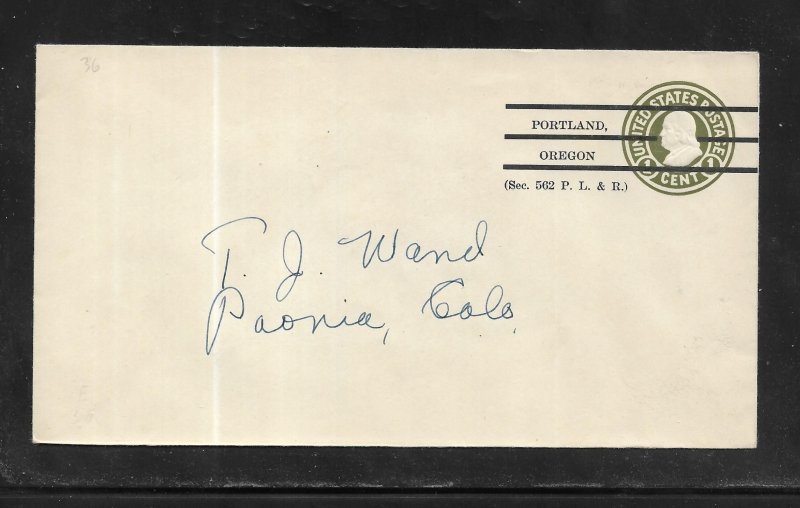 36
PORTLAND,
OREGON
(Sec. 562 P. L. & R.)
UNITED STATES POSTAGE
1 CENT 1
T. J. Wand
Paonia, Colo.